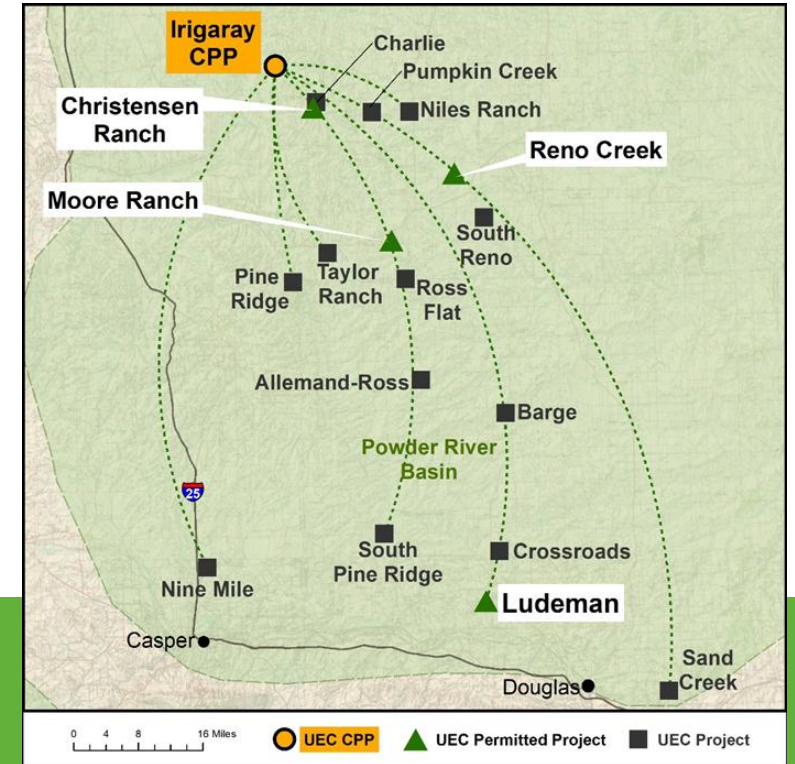 Irigaray
CPP
Charlie
Pumpkin Creek
Christensen
Ranch
Niles Ranch
Reno Creek
Moore Ranch
South
Reno
Pine
Ridge
Taylor
Ranch
Ross
Flat
Allemand-Ross
Barge
Powder River
Basin
25
South
Pine Ridge
Crossroads
Nine Mile
Ludeman
Casper
Douglas
Sand
Creek
0 4 8 16 Miles
UEC CPP
UEC Permitted Project
UEC Project